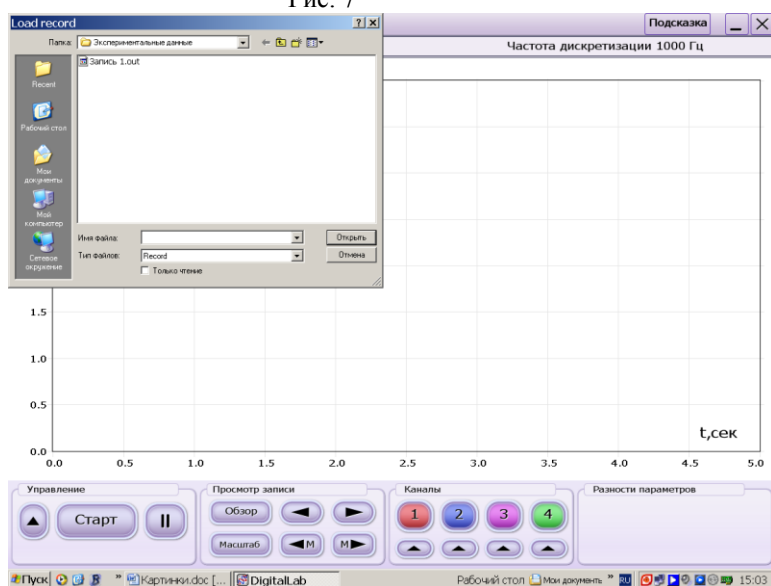 Рис. 7
Load record
Подсказка
Папка:
Экспериментальные данные
Частота дискретизации 1000 Гц
Запись 1.out
Recent
Рабочий стол
Мои
документы
Мой
компьютер
Сетевое
окружение
Имя файла:
Открыть
Тип файлов:
Record
Отмена
Только чтение
1.5
1.0
0.5
0.0
t,сек
0.0 0.5 1.0 1.5 2.0 2.5 3.0 3.5 4.0 4.5 5.0
Управление
Просмотр записи
Каналы
Разности параметров
Старт
Обзор
1 2 3 4
Масштаб
М
М
Пуск
Картинки.doc [...
DigitalLab
Рабочий стол
Мои документы
RU
15:03